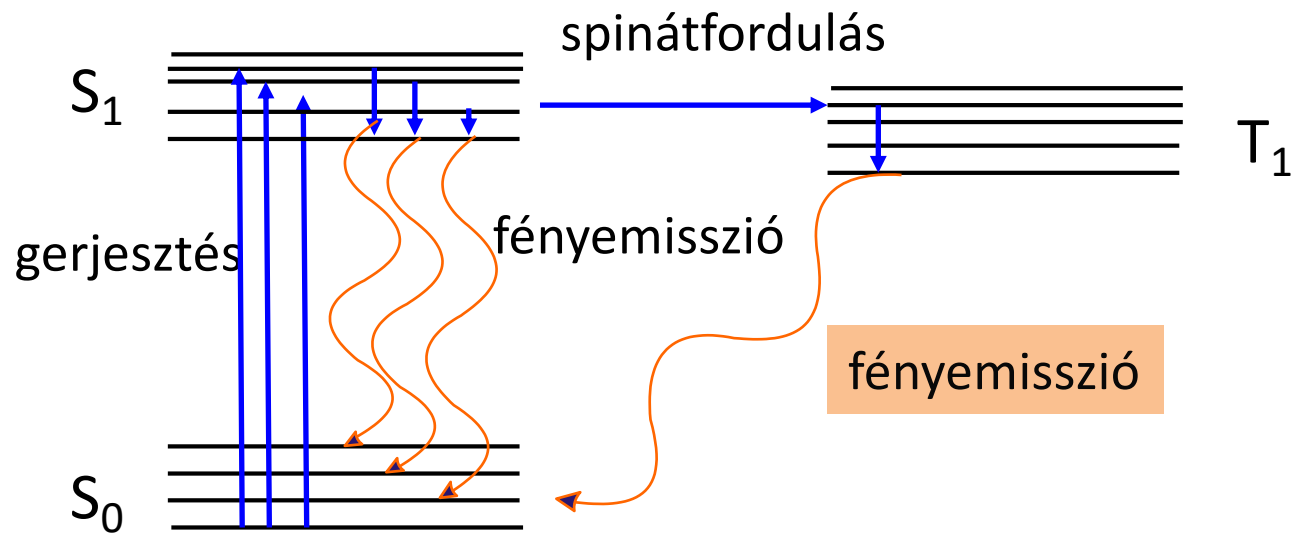 spinátfordulás
S₁
T₁
gerjesztés
fényemisszió
fényemisszió
S₀